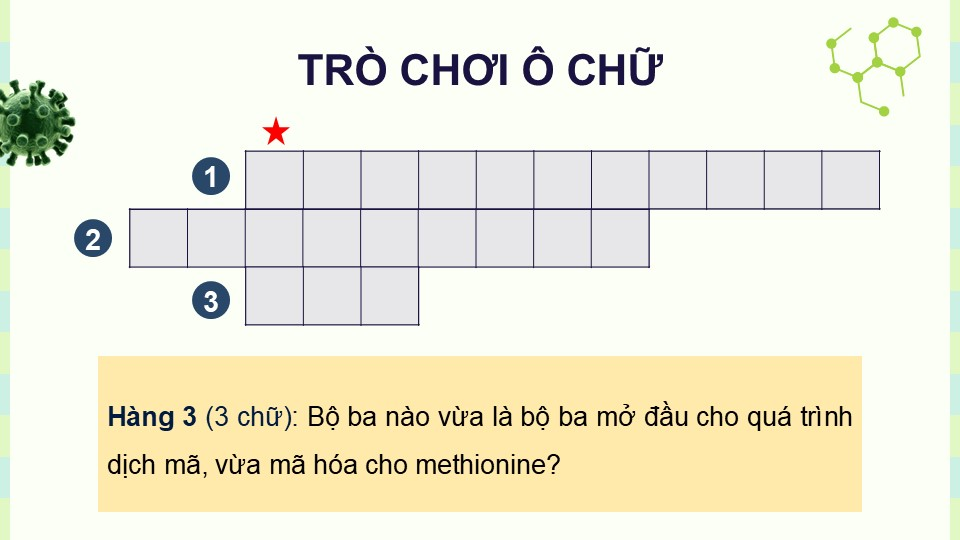 TRÒ CHƠI Ô CHỮ
1
2
3
Hàng 3 (3 chữ): Bộ ba nào vừa là bộ ba mở đầu cho quá trình
dịch mã, vừa mã hóa cho methionine?